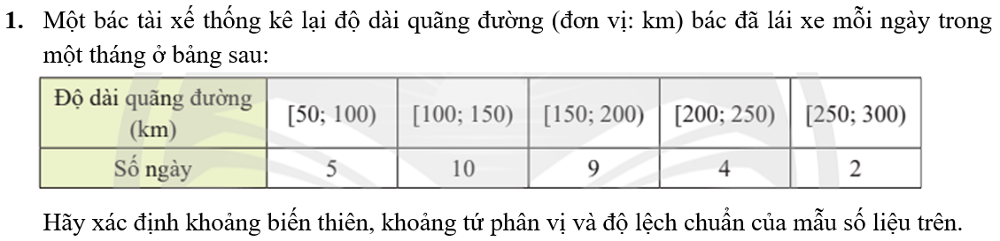 1. Một bác tài xế thống kê lại độ dài quãng đường (đơn vị: km) bác đã lái xe mỗi ngày trong
một tháng ở bảng sau:
Độ dài quãng đường (km) [50; 100) [100; 150) [150; 200) [200; 250) [250; 300)
Số ngày 5 10 9 4 2
Hãy xác định khoảng biến thiên, khoảng tứ phân vị và độ lệch chuẩn của mẫu số liệu trên.